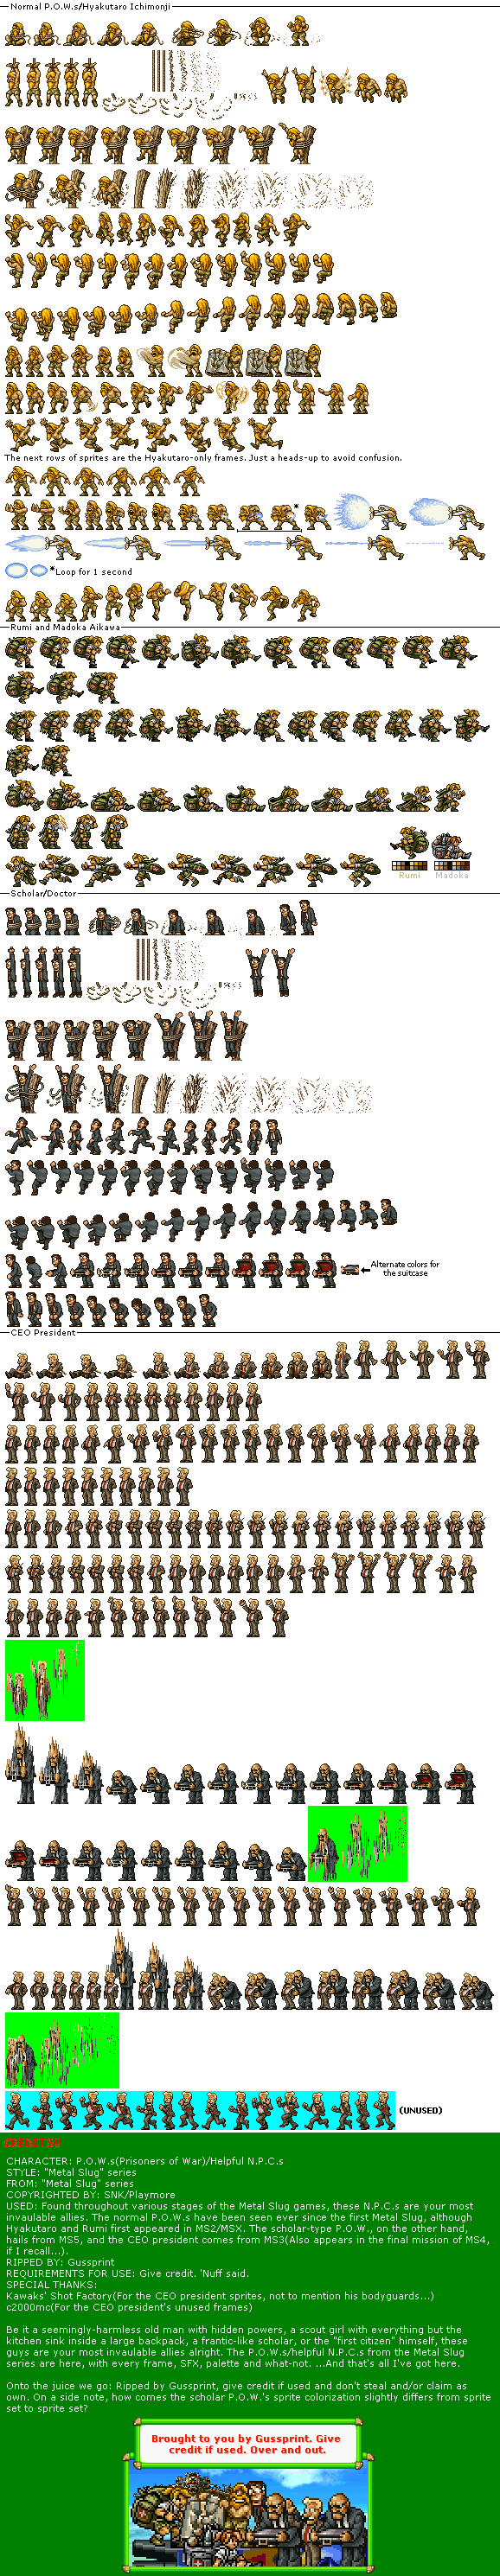 Normal P.O.W.s/Hyakutaro Ichimonji
The next rows of sprites are the Hyakutaro-only frames. Just a heads-up to avoid confusion.
*
*Loop for 1 second
Rumi and Madoka Aikawa
Rumi
Madoka
Scholar/Doctor
Alternate colors for
the suitcase
CEO President
(UNUSED)
CREDITS!
CHARACTER: P.O.W.s(Prisoners of War)/Helpful N.P.C.s
STYLE: "Metal Slug" series
FROM: "Metal Slug" series
COPYRIGHTED BY: SNK/Playmore
USED: Found throughout various stages of the Metal Slug games, these N.P.C.s are your most
invaulable allies. The normal P.O.W.s have been seen ever since the first Metal Slug, although
Hyakutaro and Rumi first appeared in MS2/MSX. The scholar-type P.O.W., on the other hand,
hails from MS5, and the CEO president comes from MS3(Also appears in the final mission of MS4,
if I recall...).
RIPPED BY: Gussprint
REQUIREMENTS FOR USE: Give credit. 'Nuff said.
SPECIAL THANKS:
Kawaks' Shot Factory(For the CEO president sprites, not to mention his bodyguards...)
c2000mc(For the CEO president's unused frames)
Be it a seemingly-harmless old man with hidden powers, a scout girl with everything but the
kitchen sink inside a large backpack, a frantic-like scholar, or the "first citizen" himself, these
guys are your most invaulable allies alright. The P.O.W.s/helpful N.P.C.s from the Metal Slug
series are here, with every frame, SFX, palette and what-not. ...And that's all I've got here.
Onto the juice we go: Ripped by Gussprint, give credit if used and don't steal and/or claim as
own. On a side note, how comes the scholar P.O.W.'s sprite colorization slightly differs from sprite
set to sprite set?
Brought to you by Gussprint. Give
credit if used. Over and out.